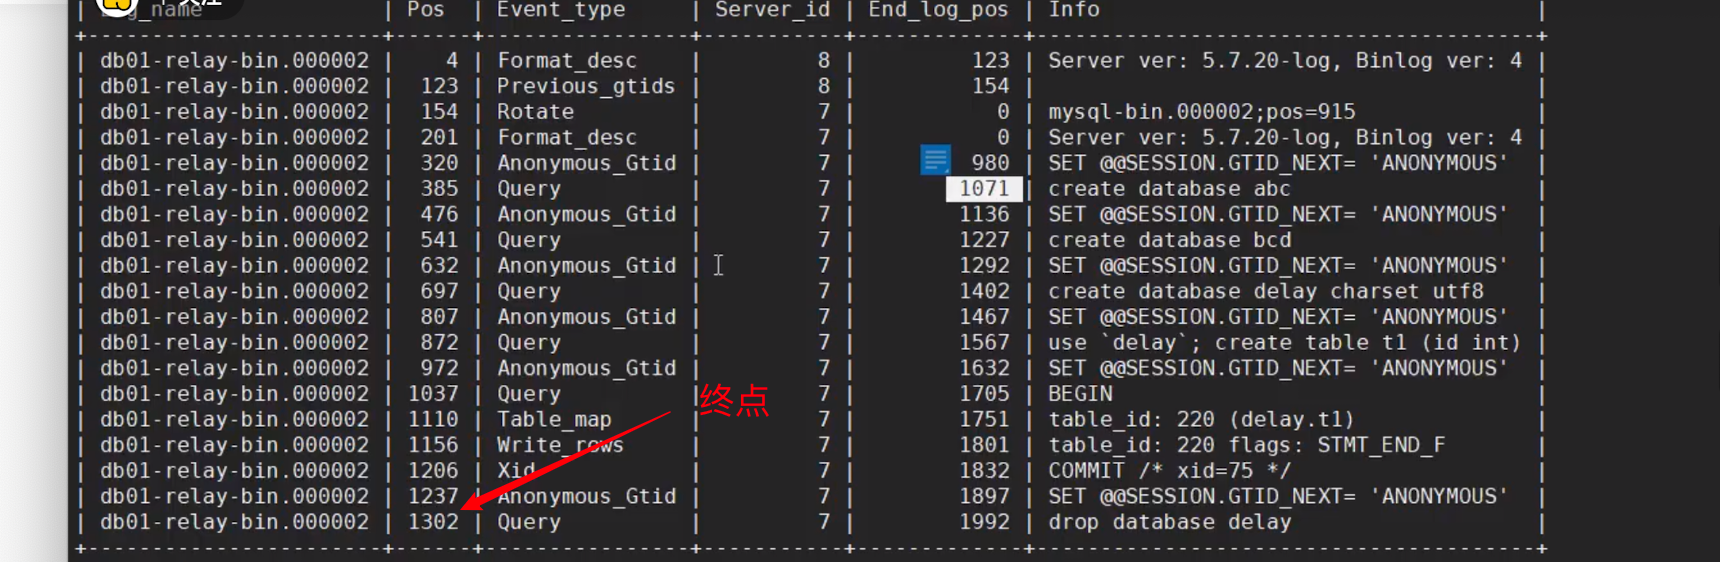 | Log_name | Pos | Event_type | Server_id | End_log_pos | Info |
+-----------------------+------+----------------+-----------+-------------+---------------------------------------+
| db01-relay-bin.000002 | 4 | Format_desc | 8 | 123 | Server ver: 5.7.20-log, Binlog ver: 4 |
| db01-relay-bin.000002 | 123 | Previous_gtids | 8 | 154 | |
| db01-relay-bin.000002 | 154 | Rotate | 7 | 0 | mysql-bin.000002;pos=915 |
| db01-relay-bin.000002 | 201 | Format_desc | 7 | 0 | Server ver: 5.7.20-log, Binlog ver: 4 |
| db01-relay-bin.000002 | 320 | Anonymous_Gtid | 7 | 980 | SET @@SESSION.GTID_NEXT= 'ANONYMOUS' |
| db01-relay-bin.000002 | 385 | Query | 7 | 1071 | create database abc |
| db01-relay-bin.000002 | 476 | Anonymous_Gtid | 7 | 1136 | SET @@SESSION.GTID_NEXT= 'ANONYMOUS' |
| db01-relay-bin.000002 | 541 | Query | 7 | 1227 | create database bcd |
| db01-relay-bin.000002 | 632 | Anonymous_Gtid | 7 | 1292 | SET @@SESSION.GTID_NEXT= 'ANONYMOUS' |
| db01-relay-bin.000002 | 697 | Query | 7 | 1402 | create database delay charset utf8 |
| db01-relay-bin.000002 | 807 | Anonymous_Gtid | 7 | 1467 | SET @@SESSION.GTID_NEXT= 'ANONYMOUS' |
| db01-relay-bin.000002 | 872 | Query | 7 | 1567 | use `delay`; create table t1 (id int) |
| db01-relay-bin.000002 | 972 | Anonymous_Gtid | 7 | 1632 | SET @@SESSION.GTID_NEXT= 'ANONYMOUS' |
| db01-relay-bin.000002 | 1037 | Query | 7 | 1705 | BEGIN |
终点
| db01-relay-bin.000002 | 1110 | Table_map | 7 | 1751 | table_id: 220 (delay.t1) |
| db01-relay-bin.000002 | 1156 | Write_rows | 7 | 1801 | table_id: 220 flags: STMT_END_F |
| db01-relay-bin.000002 | 1206 | Xid | 7 | 1832 | COMMIT /* xid=75 */ |
| db01-relay-bin.000002 | 1237 | Anonymous_Gtid | 7 | 1897 | SET @@SESSION.GTID_NEXT= 'ANONYMOUS' |
| db01-relay-bin.000002 | 1302 | Query | 7 | 1992 | drop database delay |
+-----------------------+------+----------------+-----------+-------------+---------------------------------------+